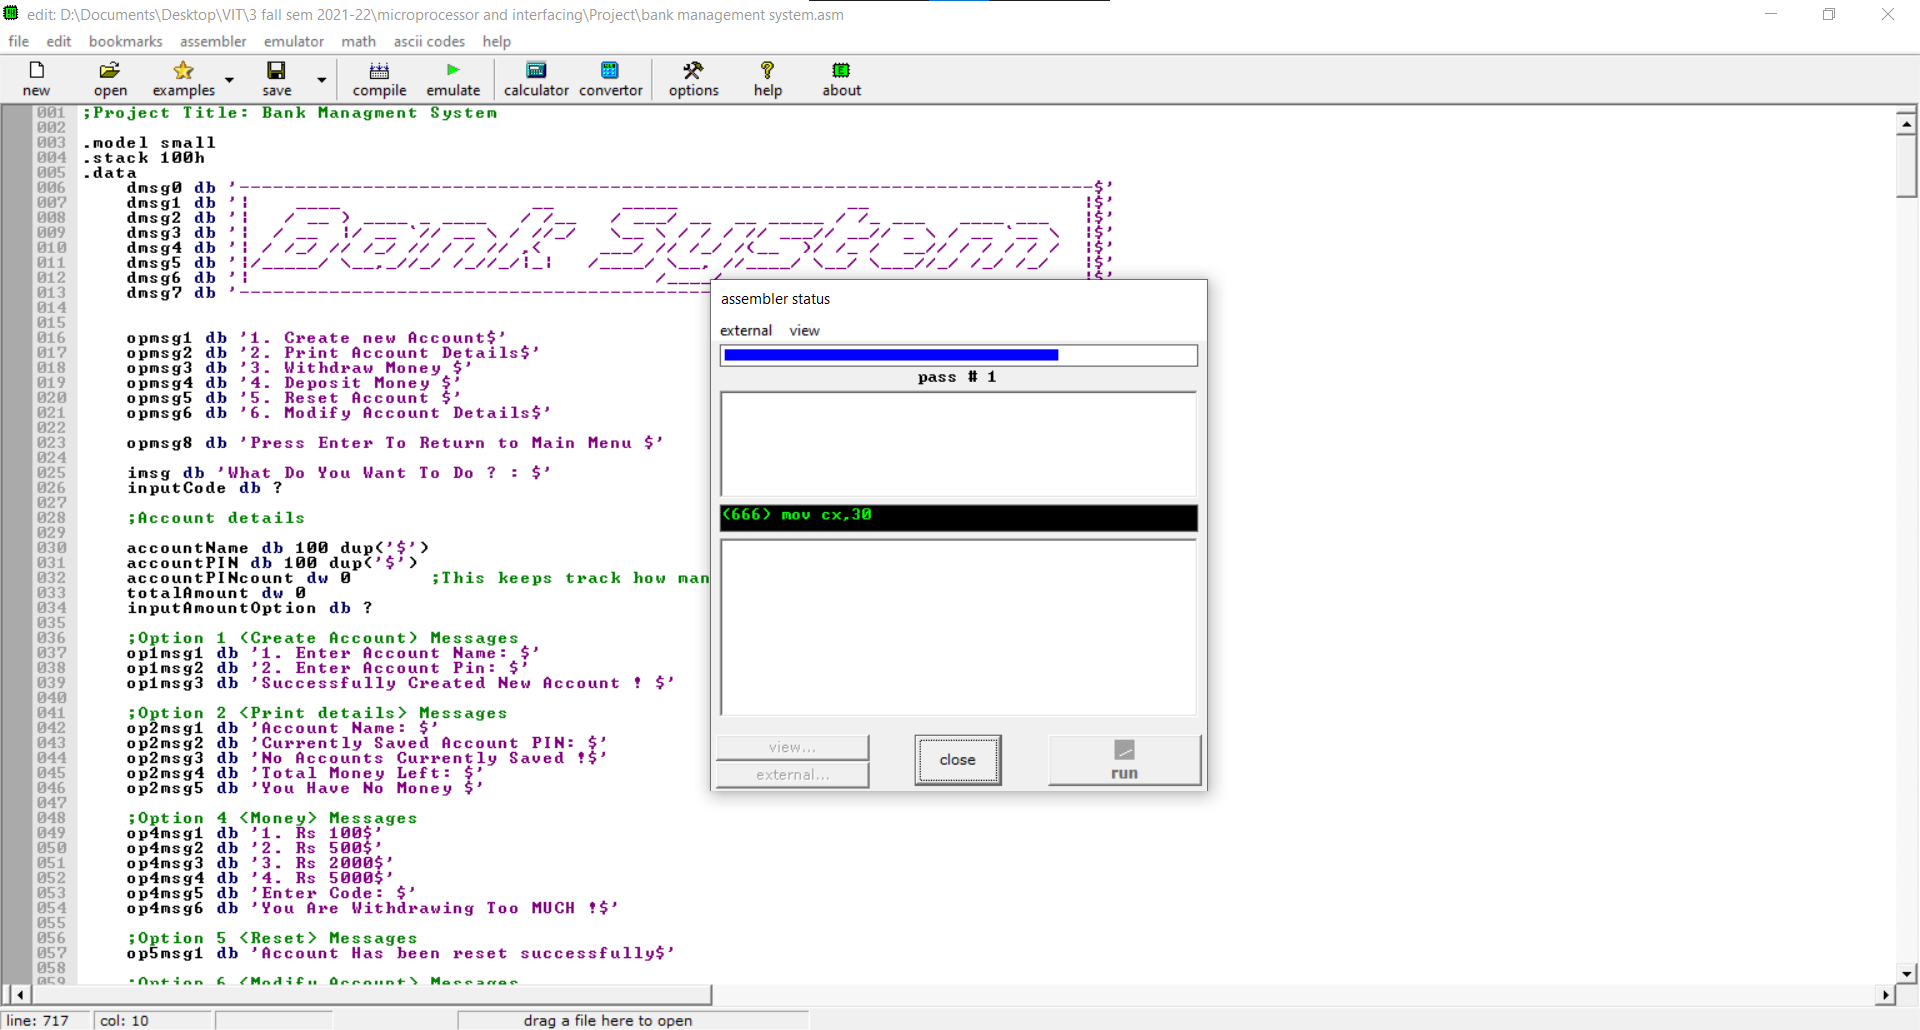 edit: D:\Documents\Desktop\VIT\3 fall sem 2021-22\microprocessor and interfacing\Project\bank management system.asm
file edit bookmarks assembler emulator math ascii codes help
new open examples save compile emulate calculator convertor options help about
001 ;Project Title: Bank Managment System
002
003 .model small
004 .stack 100h
005 .data
006 dmsg0 db '----------------------------------------------------------------------------$'
007 dmsg1 db '|
008 dmsg2 db '|
009 dmsg3 db '|
010 dmsg4 db '|
011 dmsg5 db '|
012 dmsg6 db '|
013 dmsg7 db '------------------------------------------
Bank System
014
015
016 opmsg1 db '1. Create new Account$'
017 opmsg2 db '2. Print Account Details$'
018 opmsg3 db '3. Withdraw Money $'
019 opmsg4 db '4. Deposit Money $'
020 opmsg5 db '5. Reset Account $'
021 opmsg6 db '6. Modify Account Details$'
022
023 opmsg8 db 'Press Enter To Return to Main Menu $'
024
025 imsg db 'What Do You Want To Do ? : $'
026 inputCode db ?
027
028 ;Account details
029
030 accountName db 100 dup('$')
031 accountPIN db 100 dup('$')
032 accountPINcount dw 0 ;This keeps track how man
033 totalAmount dw 0
034 inputAmountOption db ?
035
036 ;Option 1 <Create Account> Messages
037 op1msg1 db '1. Enter Account Name: $'
038 op1msg2 db '2. Enter Account Pin: $'
039 op1msg3 db 'Successfully Created New Account ! $'
040
041 ;Option 2 <Print details> Messages
042 op2msg1 db 'Account Name: $'
043 op2msg2 db 'Currently Saved Account PIN: $'
044 op2msg3 db 'No Accounts Currently Saved !$'
045 op2msg4 db 'Total Money Left: $'
046 op2msg5 db 'You Have No Money $'
047
048 ;Option 4 <Money> Messages
049 op4msg1 db '1. Rs 100$'
050 op4msg2 db '2. Rs 500$'
051 op4msg3 db '3. Rs 2000$'
052 op4msg4 db '4. Rs 5000$'
053 op4msg5 db 'Enter Code: $'
054 op4msg6 db 'You Are Withdrawing Too MUCH !$'
055
056 ;Option 5 <Reset> Messages
057 op5msg1 db 'Account Has been reset successfully$'
058
059 ;Option 6 <Modify Account> Messages
assembler status
external view
pass # 1
(666) mov cx,30
view...
external...
close
run
line: 717 col: 10 drag a file here to open